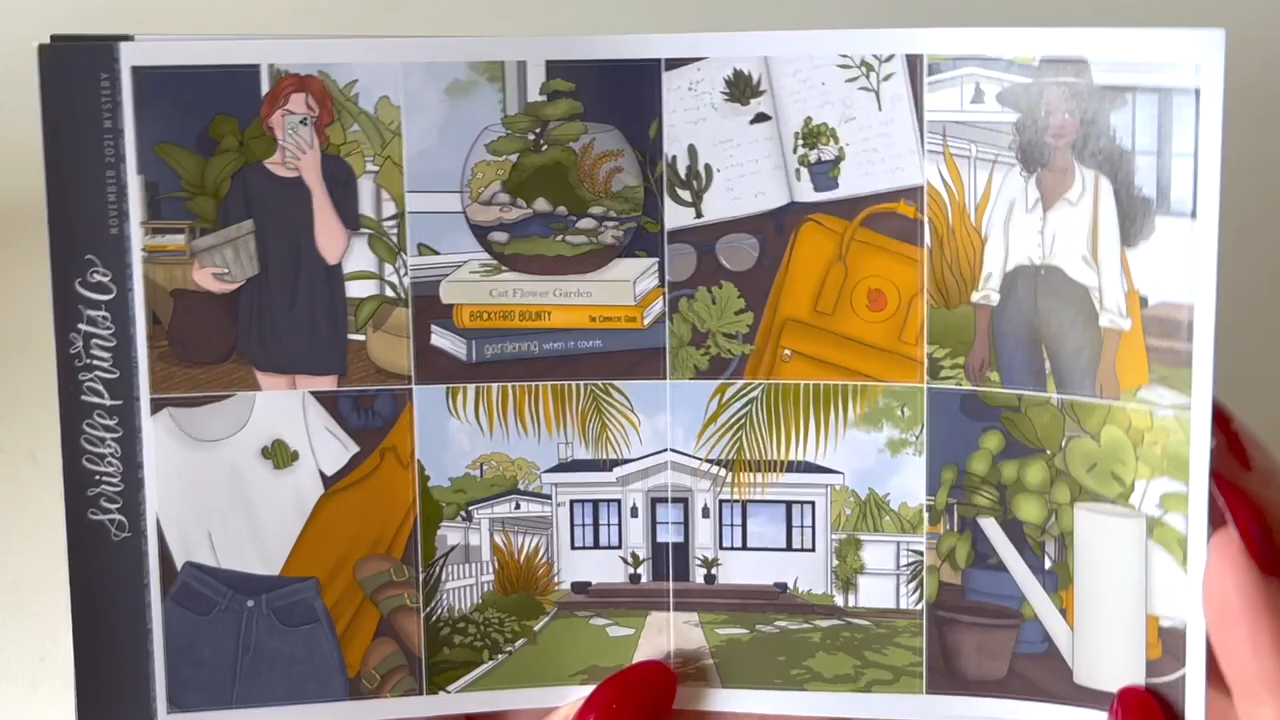 NOVEMBER 2021 MYSTERY
Scribble Prints Co
Cut Flower Garden
BACKYARD BOUNTY The Complete Guide
gardening when it counts